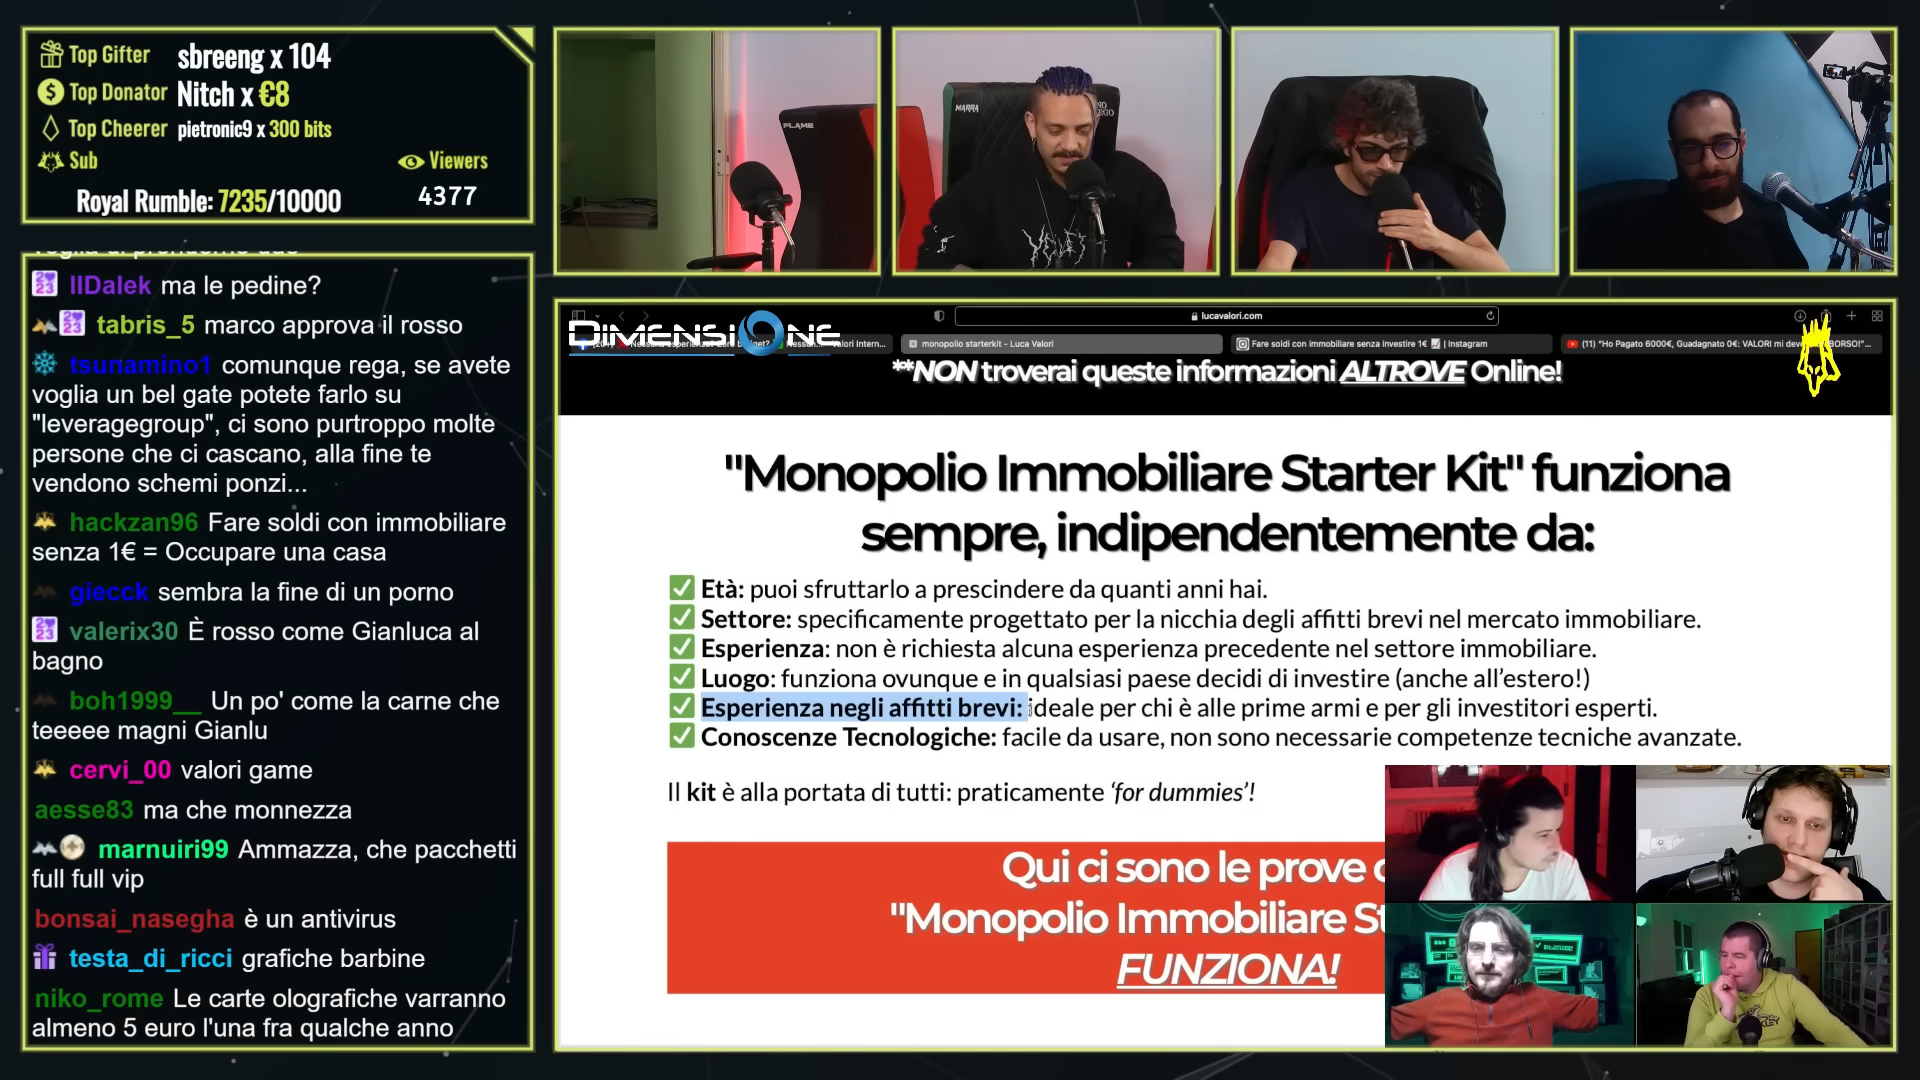 Top Gifter sbreeng x 104
Top Donator Nitch x €8
Top Cheerer pietronic9 x 300 bits
Sub
Viewers
Royal Rumble: 7235/10000
4377
IlDalek ma le pedine?
tabris_5 marco approva il rosso
tsunamino1 comunque rega, se avete
voglia un bel gate potete farlo su
"leveragegroup", ci sono purtroppo molte
persone che ci cascano, alla fine te
vendono schemi ponzi...
hackzan96 Fare soldi con immobiliare
senza 1€ = Occupare una casa
giecck sembra la fine di un porno
valerix30 È rosso come Gianluca al
bagno
boh1999__ Un po' come la carne che
teeeee magni Gianlu
cervi_00 valori game
aesse83 ma che monnezza
marnuiri99 Ammazza, che pacchetti
full full vip
bonsai_nasegha è un antivirus
testa_di_ricci grafiche barbine
niko_rome Le carte olografiche varranno
almeno 5 euro l'una fra qualche anno
FLAME
MARRA
DIMENSIONE
lucavalori.com
monopolio starterkit - Luca Valori
Fare soldi con immobiliare senza investire 1€ | Instagram
(11) "Ho Pagato 6000€, Guadagnato 0€: VALORI mi
**NON troverai queste informazioni ALTROVE Online!
"Monopolio Immobiliare Starter Kit" funziona
sempre, indipendentemente da:
Età: puoi sfruttarlo a prescindere da quanti anni hai.
Settore: specificamente progettato per la nicchia degli affitti brevi nel mercato immobiliare.
Esperienza: non è richiesta alcuna esperienza precedente nel settore immobiliare.
Luogo: funziona ovunque e in qualsiasi paese decidi di investire (anche all'estero!)
Esperienza negli affitti brevi: ideale per chi è alle prime armi e per gli investitori esperti.
Conoscenze Tecnologiche: facile da usare, non sono necessarie competenze tecniche avanzate.
Il kit è alla portata di tutti: praticamente 'for dummies'!
Qui ci sono le prove
"Monopolio Immobiliare St
FUNZIONA!